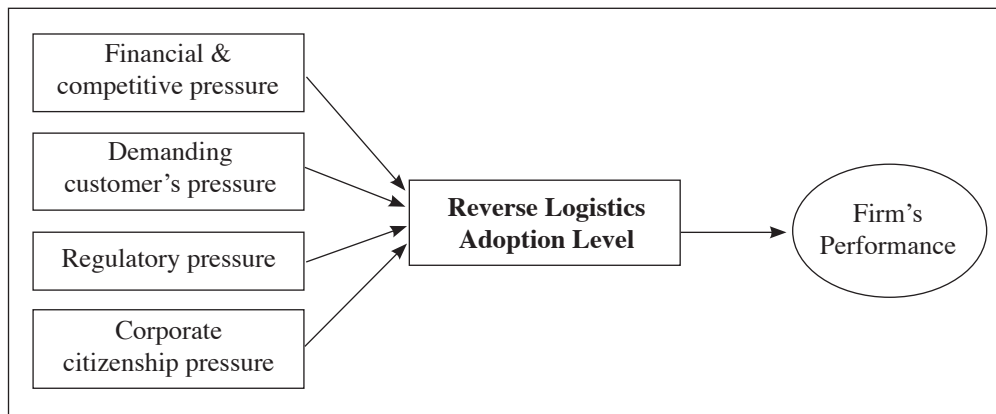 Financial &
competitive pressure
Demanding
customer’s pressure
Regulatory pressure
Corporate
citizenship pressure
Reverse Logistics
Adoption Level
Firm’s
Performance